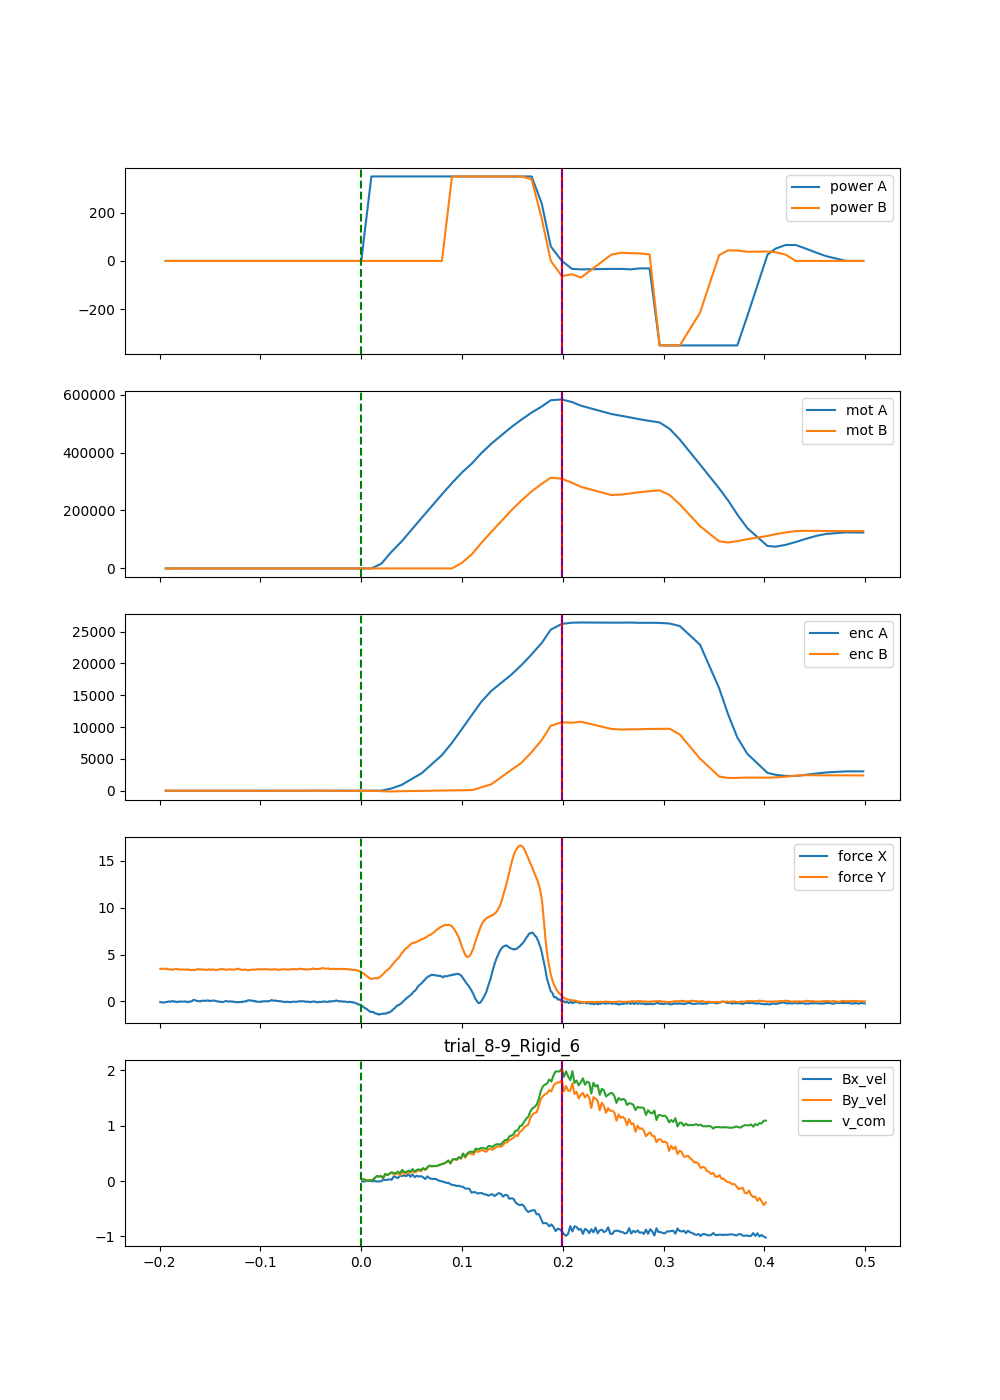 power A
power B
200
0
−200
mot A
mot B
600000
400000
200000
0
enc A
enc B
25000
20000
15000
10000
5000
0
force X
force Y
15
10
5
0
trial_8-9_Rigid_6
Bx_vel
By_vel
v_com
2
1
0
−1
−0.2 −0.1 0.0 0.1 0.2 0.3 0.4 0.5